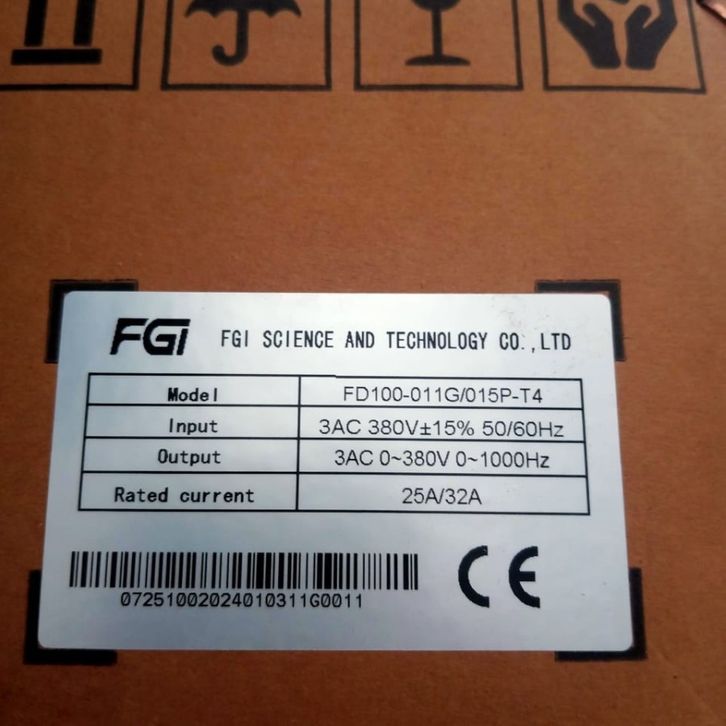 FGI FGI SCIENCE AND TECHNOLOGY CO.,LTD
Model FD100-011G/015P-T4
Input 3AC 380V±15% 50/60Hz
Output 3AC 0~380V 0~1000Hz
Rated current 25A/32A
07251002024010311G0011 CE